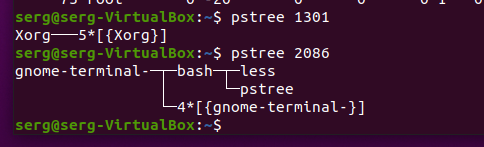 serg@serg-VirtualBox:~$ pstree 1301
Xorg───5*[{Xorg}]
serg@serg-VirtualBox:~$ pstree 2086
gnome-terminal-─┬─bash─┬─less
                │      └─pstree
                └─4*[{gnome-terminal-}]
serg@serg-VirtualBox:~$